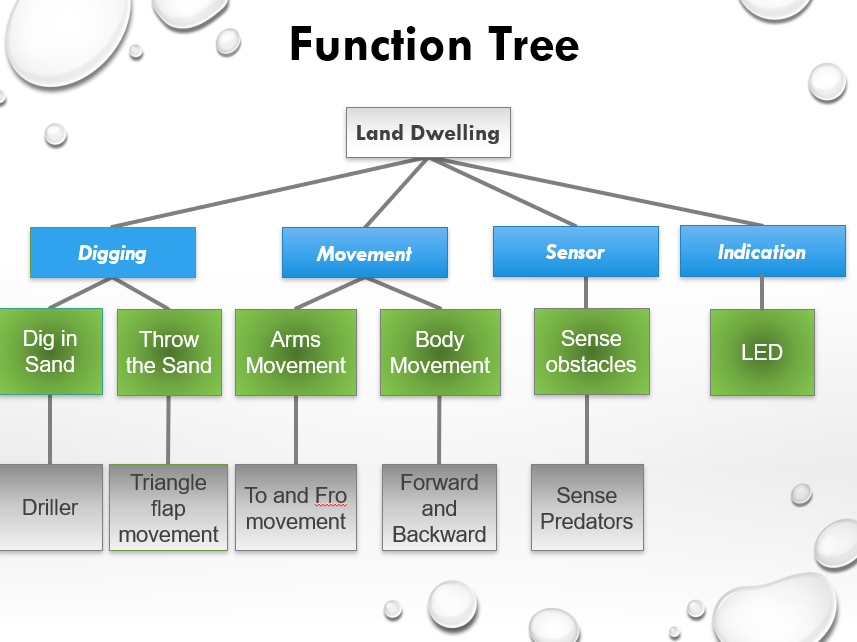 Function Tree
Land Dwelling
Digging
Movement
Sensor
Indication
Dig in
Sand
Throw
the Sand
Arms
Movement
Body
Movement
Sense
obstacles
LED
Driller
Triangle
flap
movement
To and Fro
movement
Forward
and
Backward
Sense
Predators